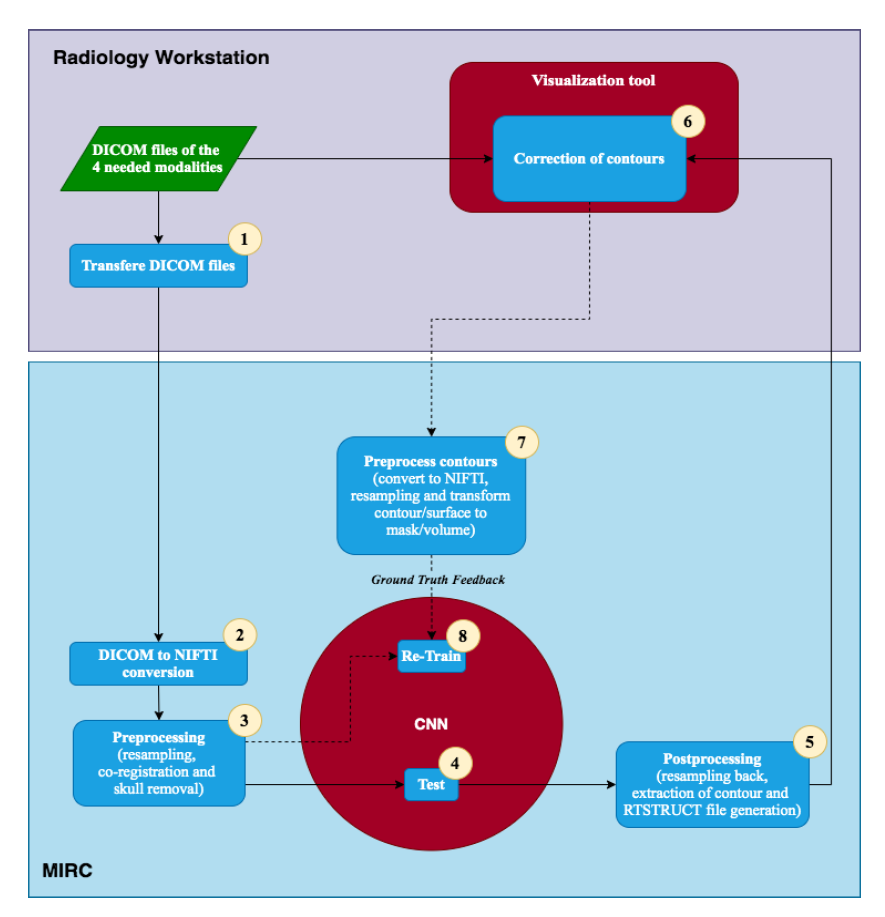 Radiology Workstation
Visualization tool
6
DICOM files of the
4 needed modalities
Correction of contours
1
Transfere DICOM files
7
Preprocess contours
(convert to NIFTI,
resampling and transform
contour/surface to
mask/volume)
Ground Truth Feedback
2
DICOM to NIFTI
conversion
8
Re-Train
3
Preprocessing
(resampling,
co-registration and
skull removal)
CNN
4
Test
5
Postprocessing
(resampling back,
extraction of contour and
RTSTRUCT file generation)
MIRC